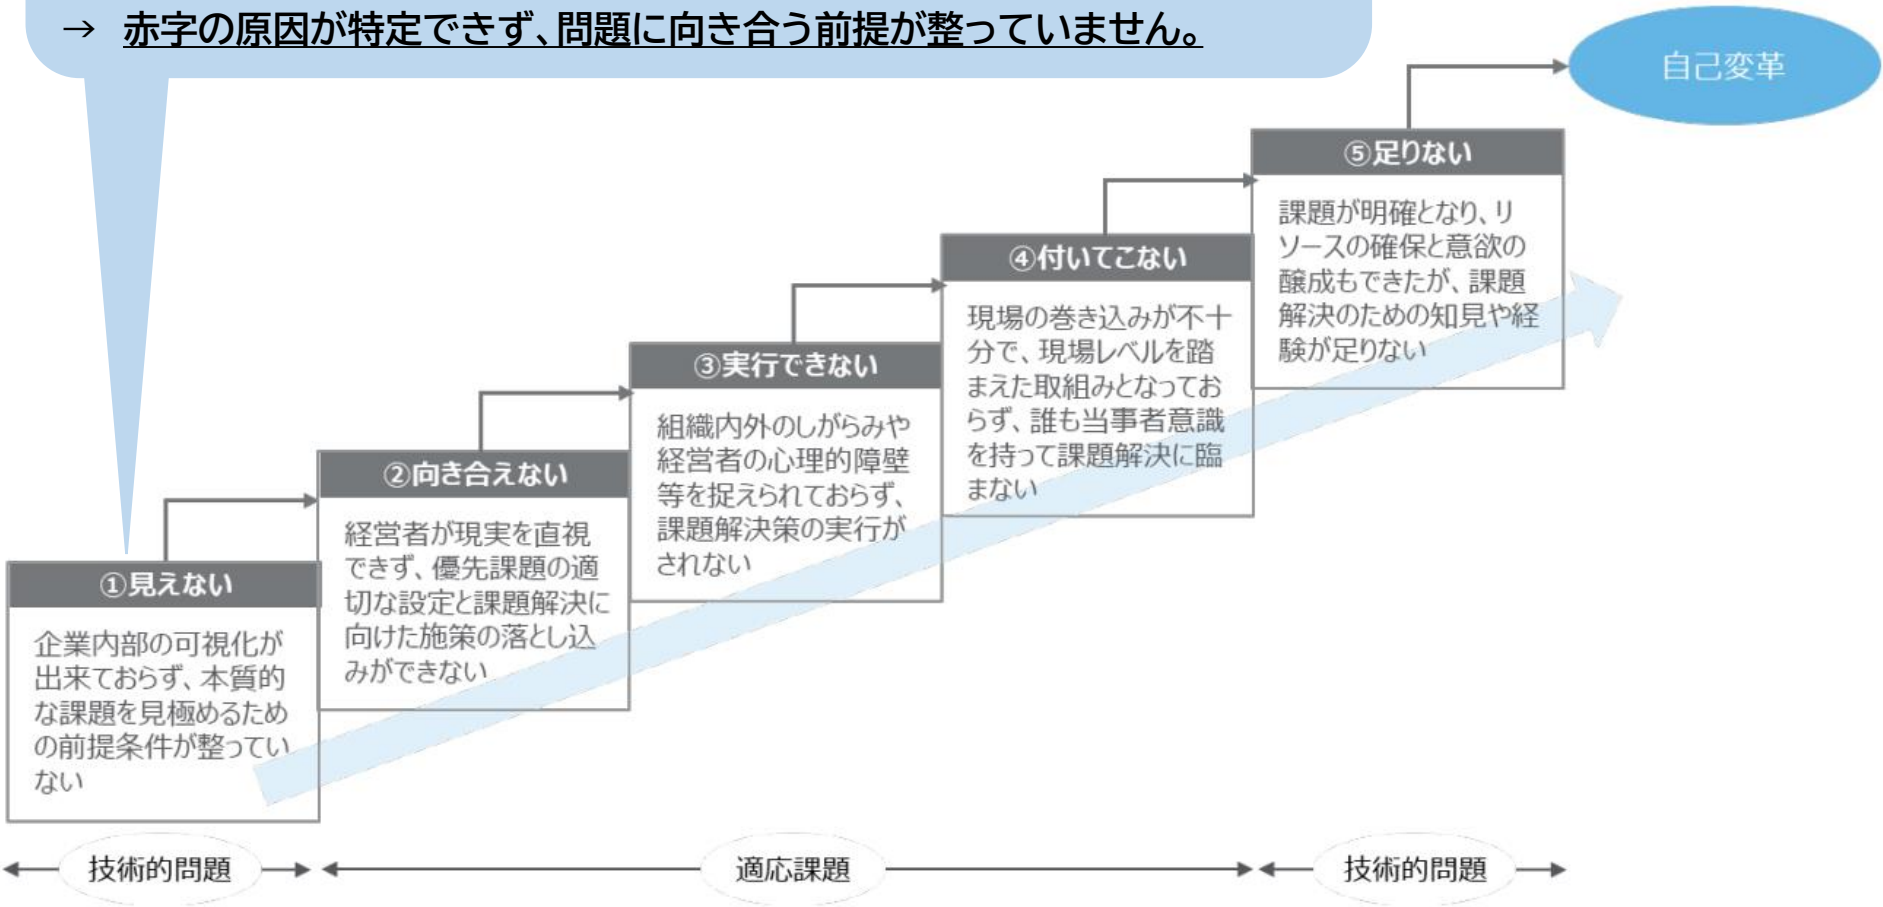 → 赤字の原因が特定できず、問題に向き合う前提が整っていません。
自己変革
⑤足りない
課題が明確となり、リ
ソースの確保と意欲の
醸成もできたが、課題
解決のための知見や経
験が足りない
④付いてこない
現場の巻き込みが不十
分で、現場レベルを踏
まえた取組みとなってお
らず、誰も当事者意識
を持って課題解決に臨
まない
③実行できない
組織内外のしがらみや
経営者の心理的障壁
等を捉えられておらず、
課題解決策の実行が
されない
②向き合えない
経営者が現実を直視
できず、優先課題の適
切な設定と課題解決に
向けた施策の落とし込
みができない
①見えない
企業内部の可視化が
出来ておらず、本質的
な課題を見極めるため
の前提条件が整ってい
ない
技術的問題
適応課題
技術的問題